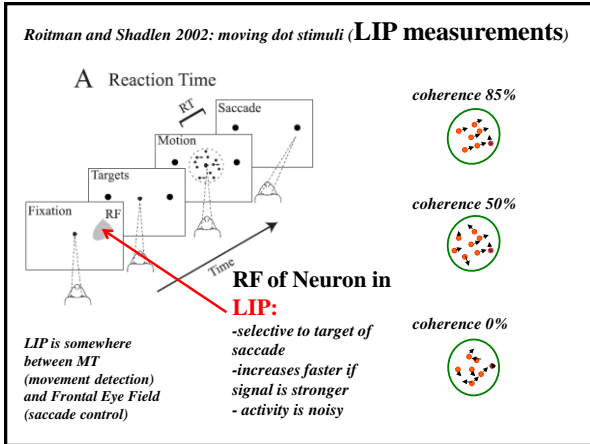 Roitman and Shadlen 2002: moving dot stimuli (LIP measurements)
A Reaction Time
RT
Saccade
Motion
Targets
Fixation
RF
Time
coherence 85%
coherence 50%
coherence 0%
RF of Neuron in
LIP:
-selective to target of
saccade
-increases faster if
signal is stronger
- activity is noisy
LIP is somewhere
between MT
(movement detection)
and Frontal Eye Field
(saccade control)